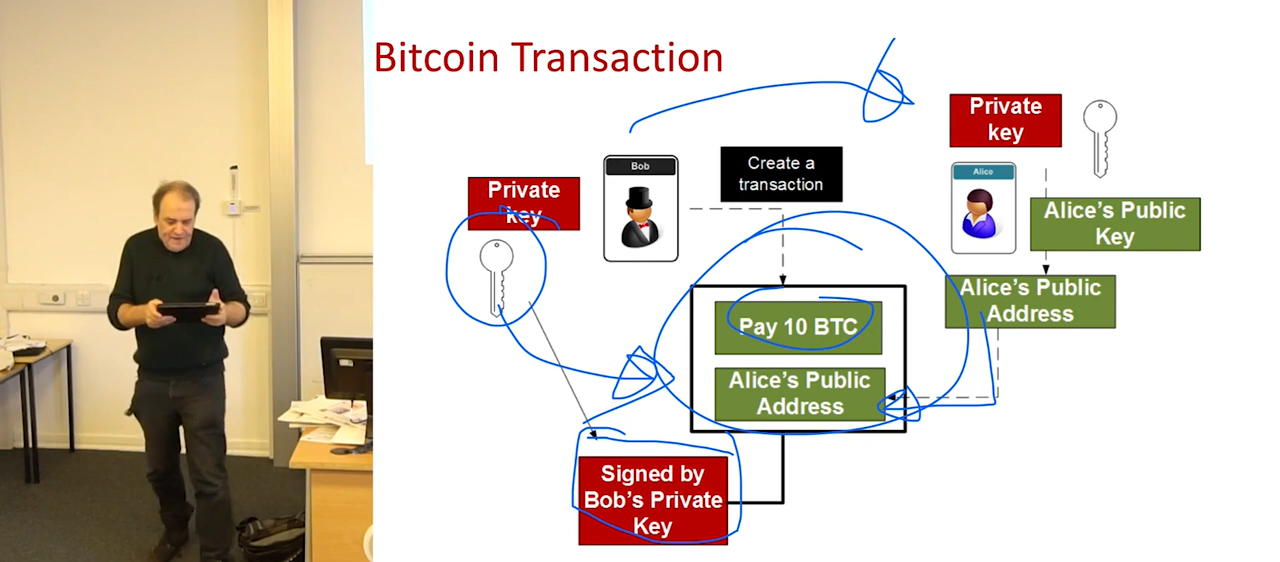 Bitcoin Transaction
Private
key
Bob
Create a
transaction
Private
key
Alice
Alice's Public
Key
Alice's Public
Address
Pay 10 BTC
Alice's Public
Address
Signed by
Bob's Private
Key